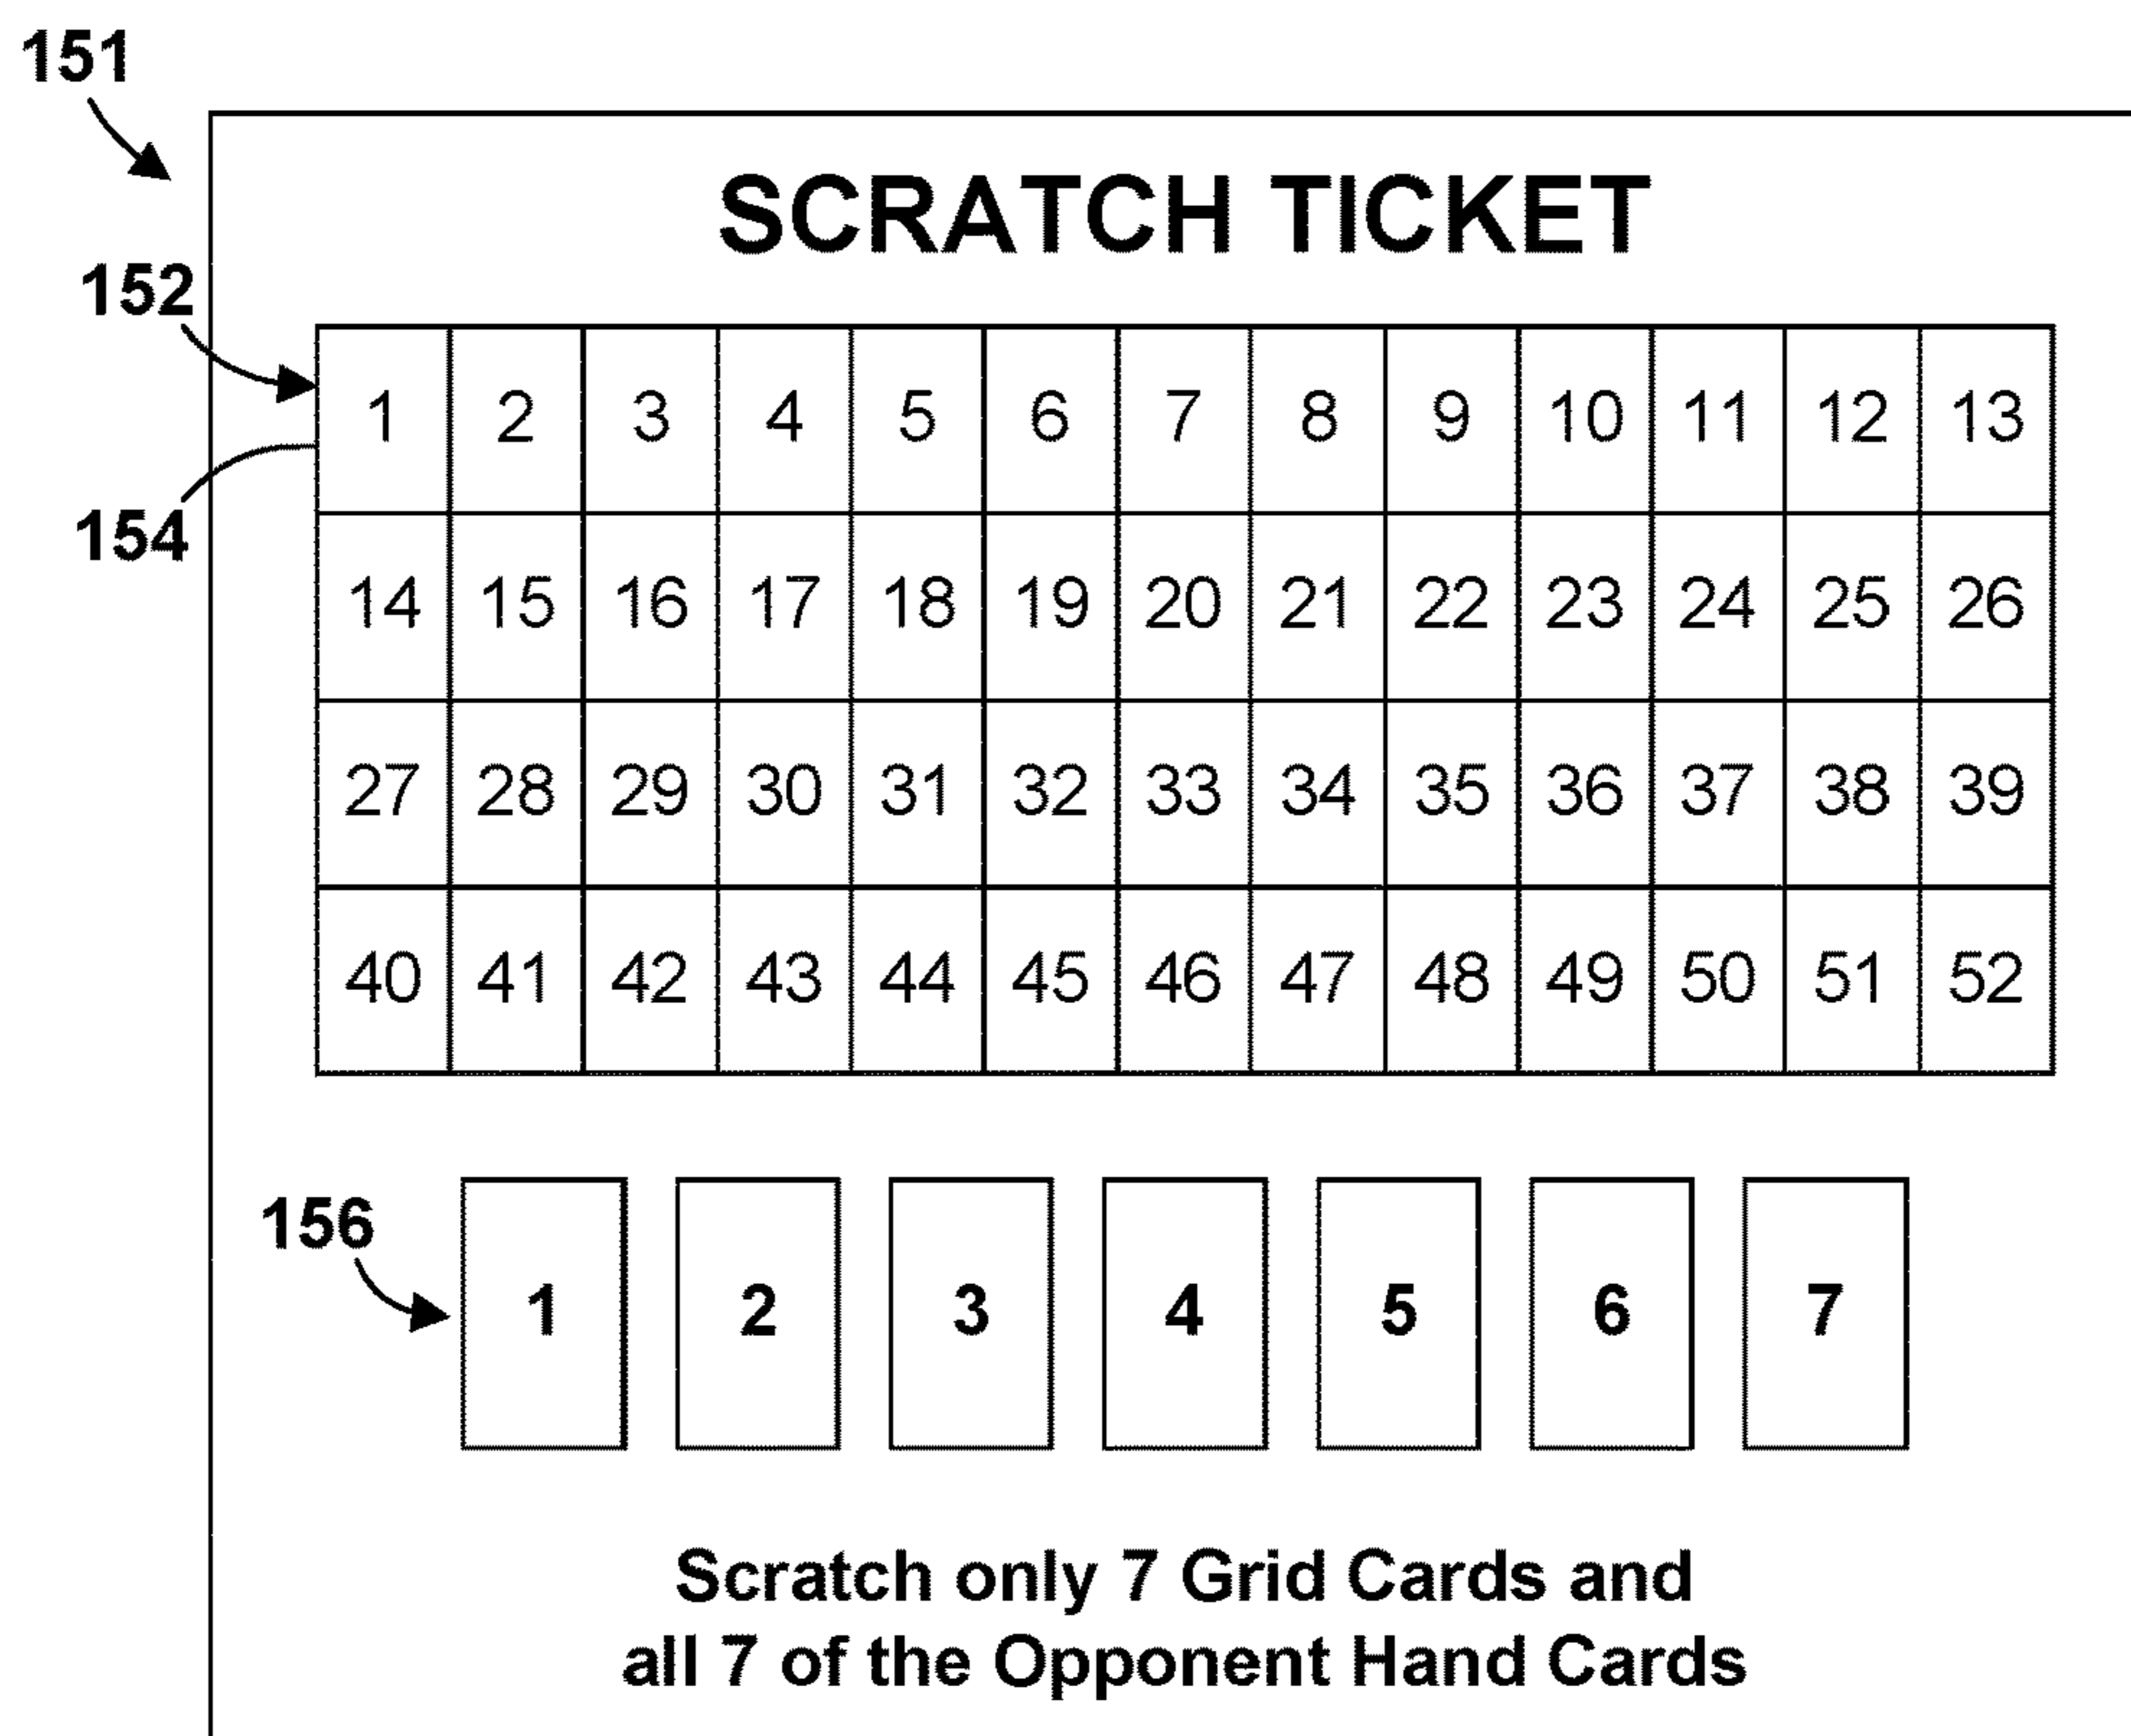 151
SCRATCH TICKET
152
1 2 3 4 5 6 7 8 9 10 11 12 13
154
14 15 16 17 18 19 20 21 22 23 24 25 26
27 28 29 30 31 32 33 34 35 36 37 38 39
40 41 42 43 44 45 46 47 48 49 50 51 52
156
1 2 3 4 5 6 7
Scratch only 7 Grid Cards and
all 7 of the Opponent Hand Cards